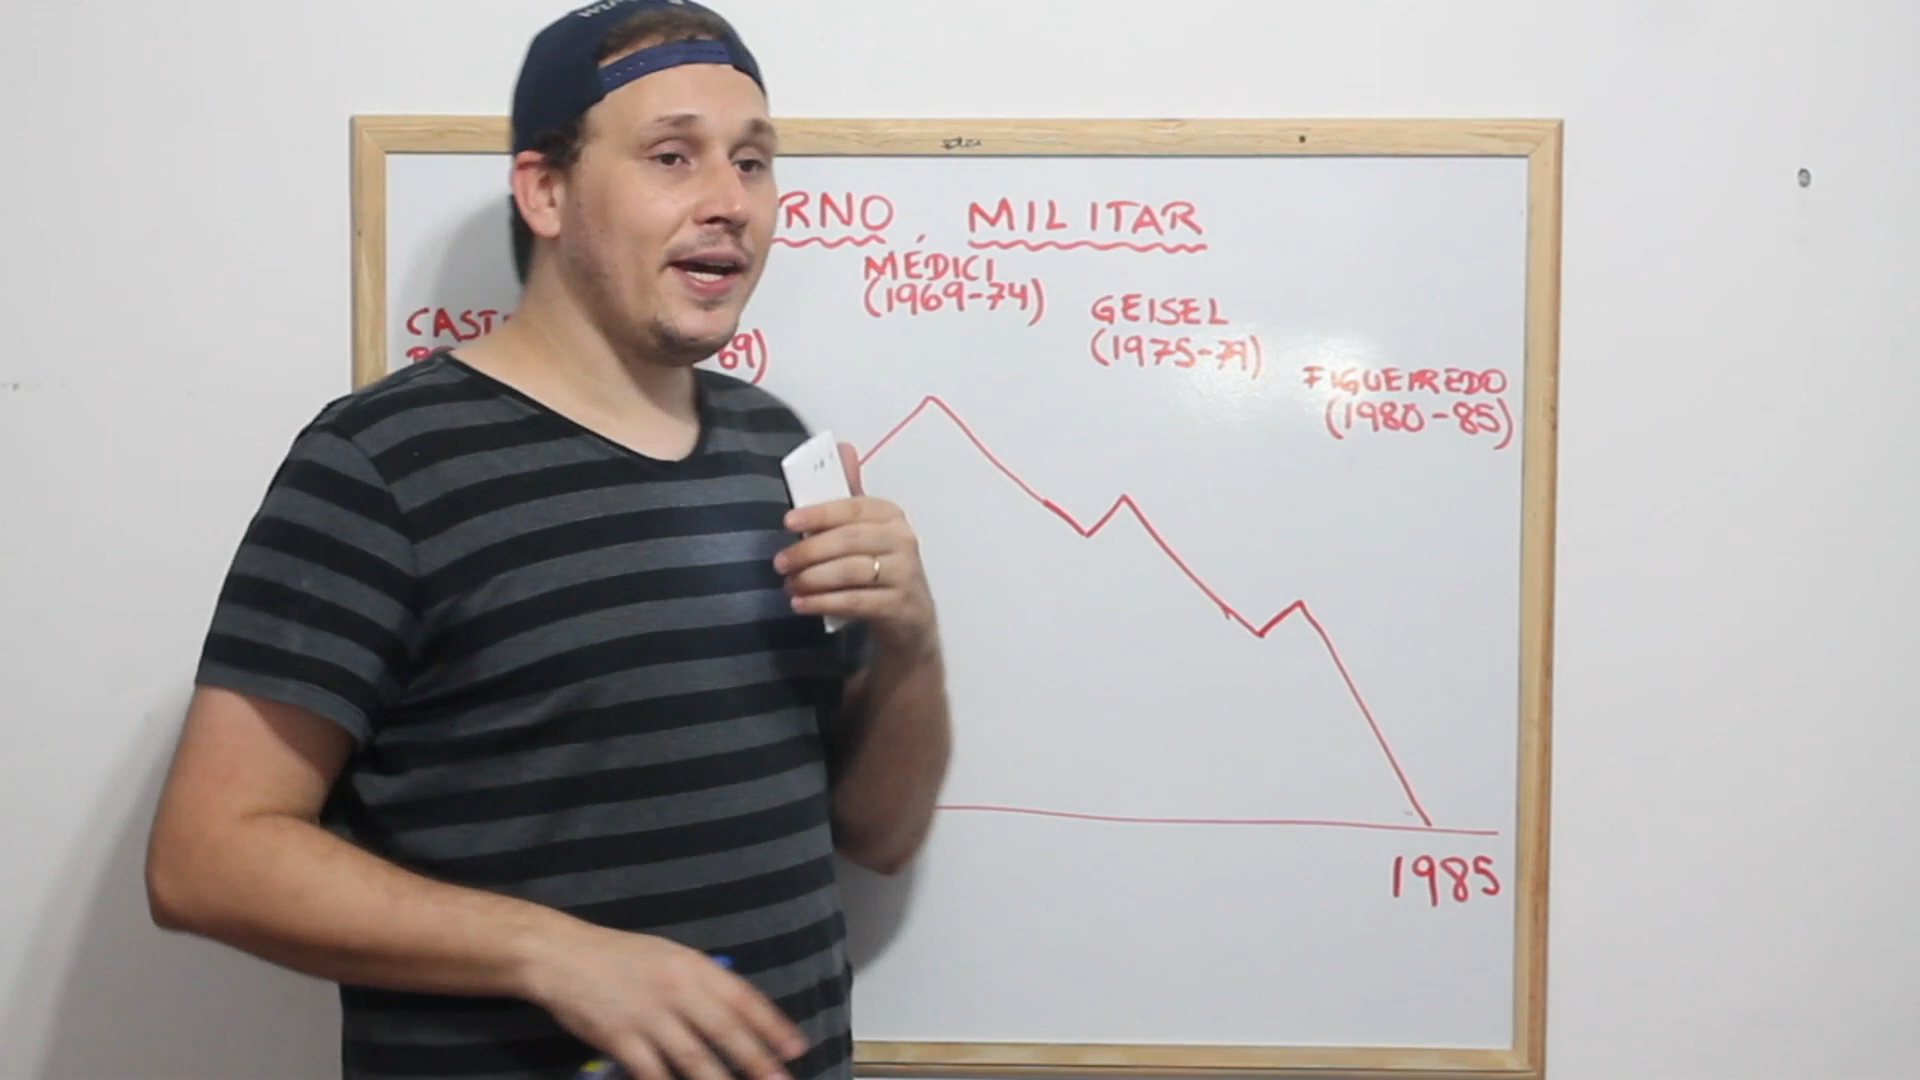 RNO MILITAR
MÉDICI
(1969-74)
GEISEL
(1975-79)
CAST
69)
FIGUEIREDO
(1980-85)
1985